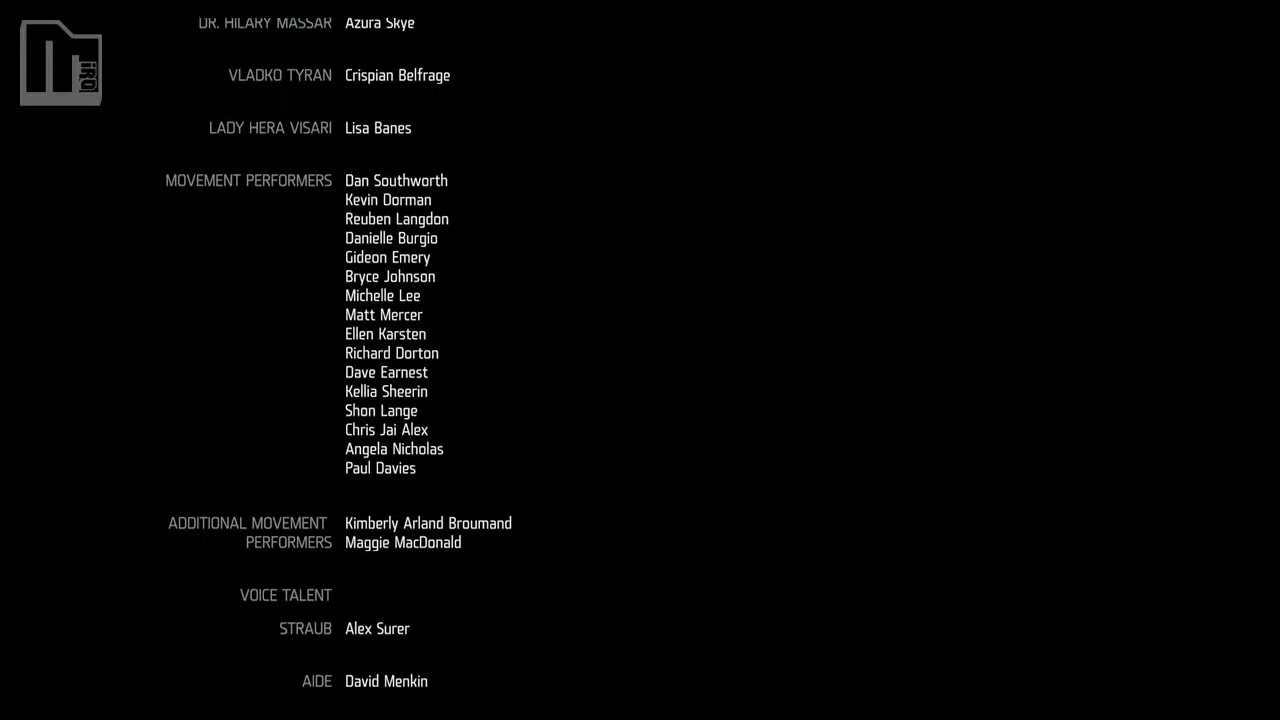 DR. HILARY MASSAR Azura Skye
VLADKO TYRAN Crispian Belfrage
LADY HERA VISARI Lisa Banes
MOVEMENT PERFORMERS Dan Southworth
Kevin Dorman
Reuben Langdon
Danielle Burgio
Gideon Emery
Bryce Johnson
Michelle Lee
Matt Mercer
Ellen Karsten
Richard Dorton
Dave Earnest
Kellia Sheerin
Shon Lange
Chris Jai Alex
Angela Nicholas
Paul Davies
ADDITIONAL MOVEMENT Kimberly Arland Broumand
PERFORMERS Maggie MacDonald
VOICE TALENT
STRAUB Alex Surer
AIDE David Menkin